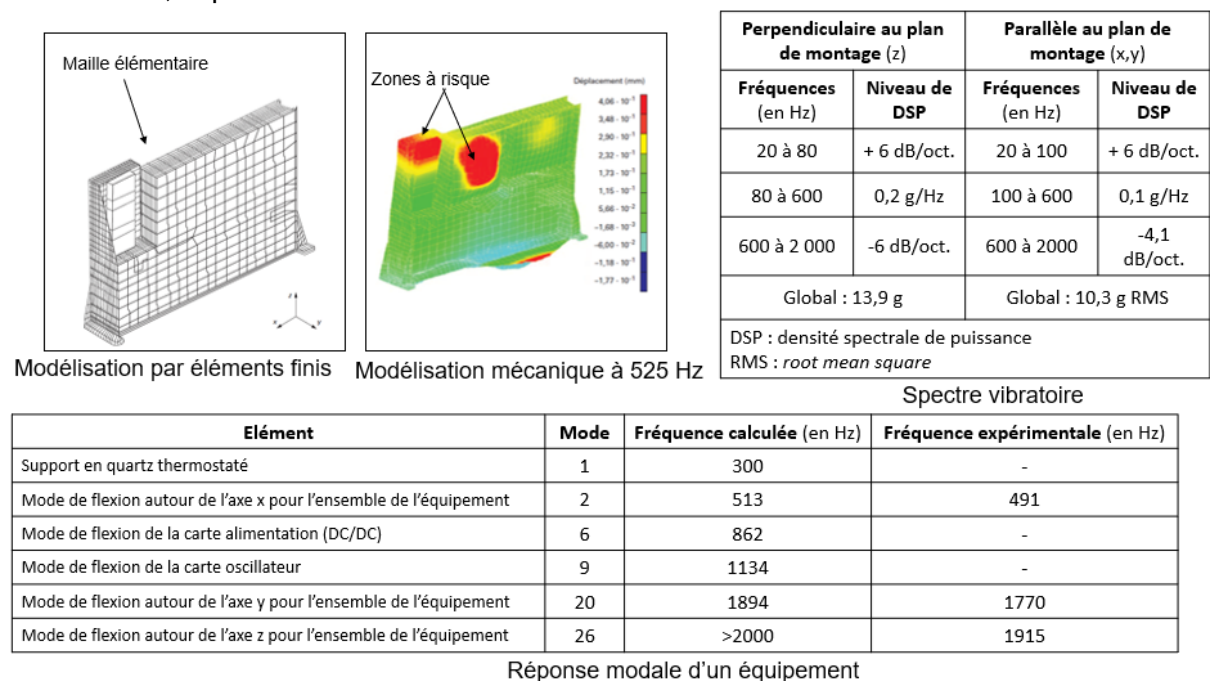 Maille élémentaire
Zones à risque
Déplacement (mm)
4,06 - 10⁻¹
3,48 - 10⁻¹
2,90 - 10⁻¹
2,32 - 10⁻¹
1,73 - 10⁻¹
1,15 - 10⁻¹
5,66 - 10⁻²
-1,68 - 10⁻³
-6,00 - 10⁻²
-1,18 - 10⁻¹
-1,77 - 10⁻¹
z
x
y
Modélisation par éléments finis
Modélisation mécanique à 525 Hz
Perpendiculaire au plan Parallèle au plan de
de montage (z) montage (x,y)
Fréquences Niveau de Fréquences Niveau de
(en Hz) DSP (en Hz) DSP
20 à 80 + 6 dB/oct. 20 à 100 + 6 dB/oct.
80 à 600 0,2 g/Hz 100 à 600 0,1 g/Hz
600 à 2 000 -6 dB/oct. 600 à 2000 -4,1
dB/oct.
Global : 13,9 g Global : 10,3 g RMS
DSP : densité spectrale de puissance
RMS : root mean square
Spectre vibratoire
Elément Mode Fréquence calculée (en Hz) Fréquence expérimentale (en Hz)
Support en quartz thermostaté 1 300 -
Mode de flexion autour de l'axe x pour l'ensemble de l'équipement 2 513 491
Mode de flexion de la carte alimentation (DC/DC) 6 862 -
Mode de flexion de la carte oscillateur 9 1134 -
Mode de flexion autour de l'axe y pour l'ensemble de l'équipement 20 1894 1770
Mode de flexion autour de l'axe z pour l'ensemble de l'équipement 26 >2000 1915
Réponse modale d'un équipement